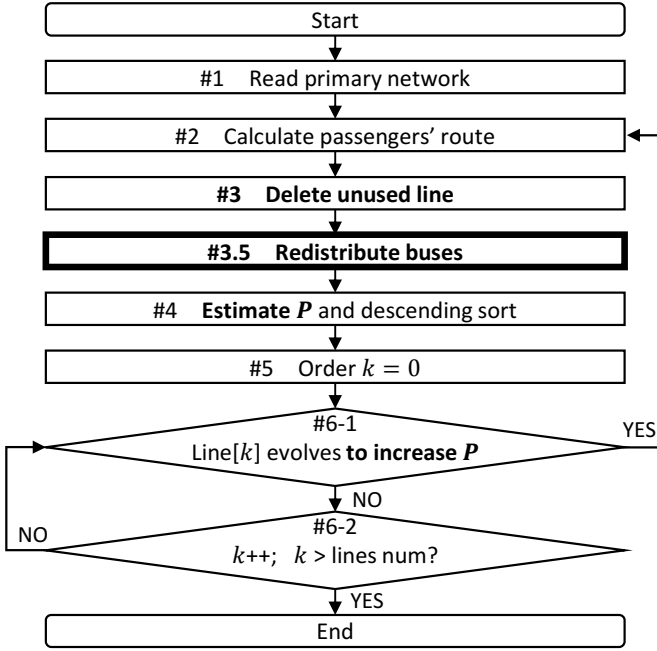 Start
#1 Read primary network
#2 Calculate passengers' route
#3 Delete unused line
#3.5 Redistribute buses
#4 Estimate P and descending sort
#5 Order k = 0
#6-1
YES
Line[k] evolves to increase P
NO
#6-2
NO
k++; k > lines num?
YES
End